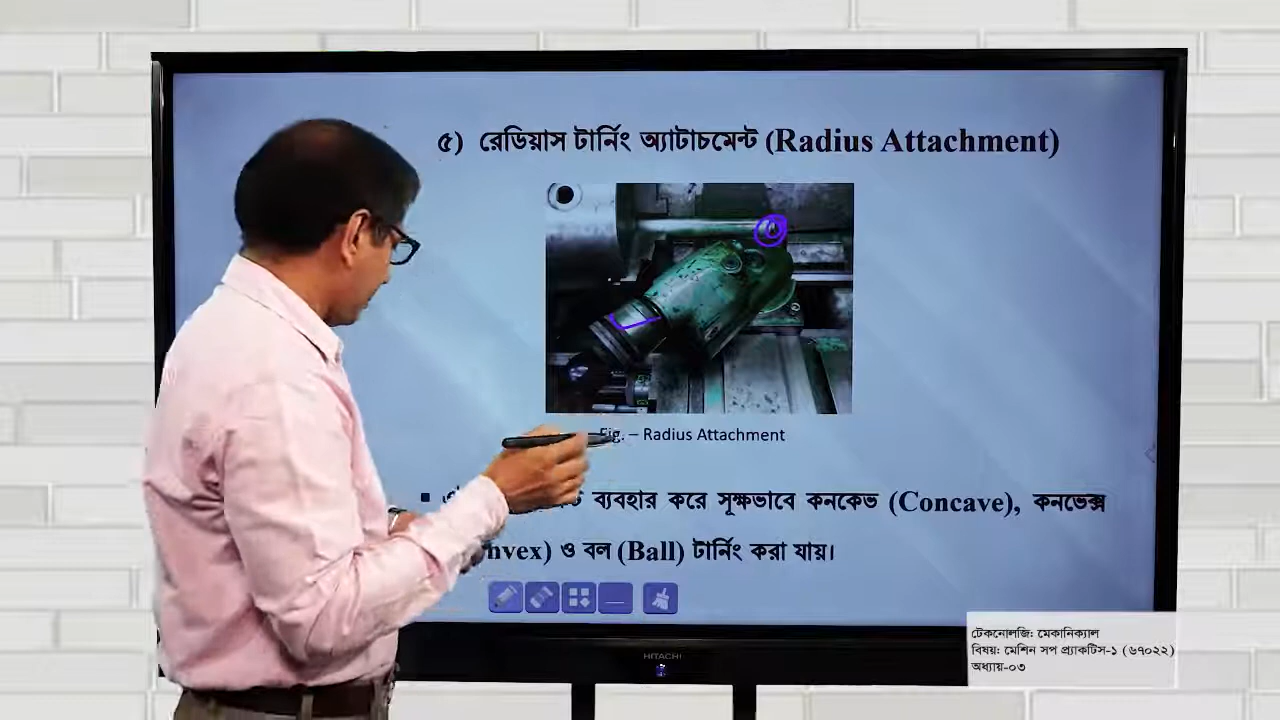 ৫) রেডিয়াস টার্নিং অ্যাটাচমেন্ট (Radius Attachment)
Fig. – Radius Attachment
ব্যবহার করে সূক্ষভাবে কনকেভ (Concave), কনভেক্স
nvex) ও বল (Ball) টার্নিং করা যায়।
HITACHI
টেকনোলজি: মেকানিক্যাল
বিষয়: মেশিন সপ প্র্যাকটিস-১ (৬৭০২২)
অধ্যায়-০৩